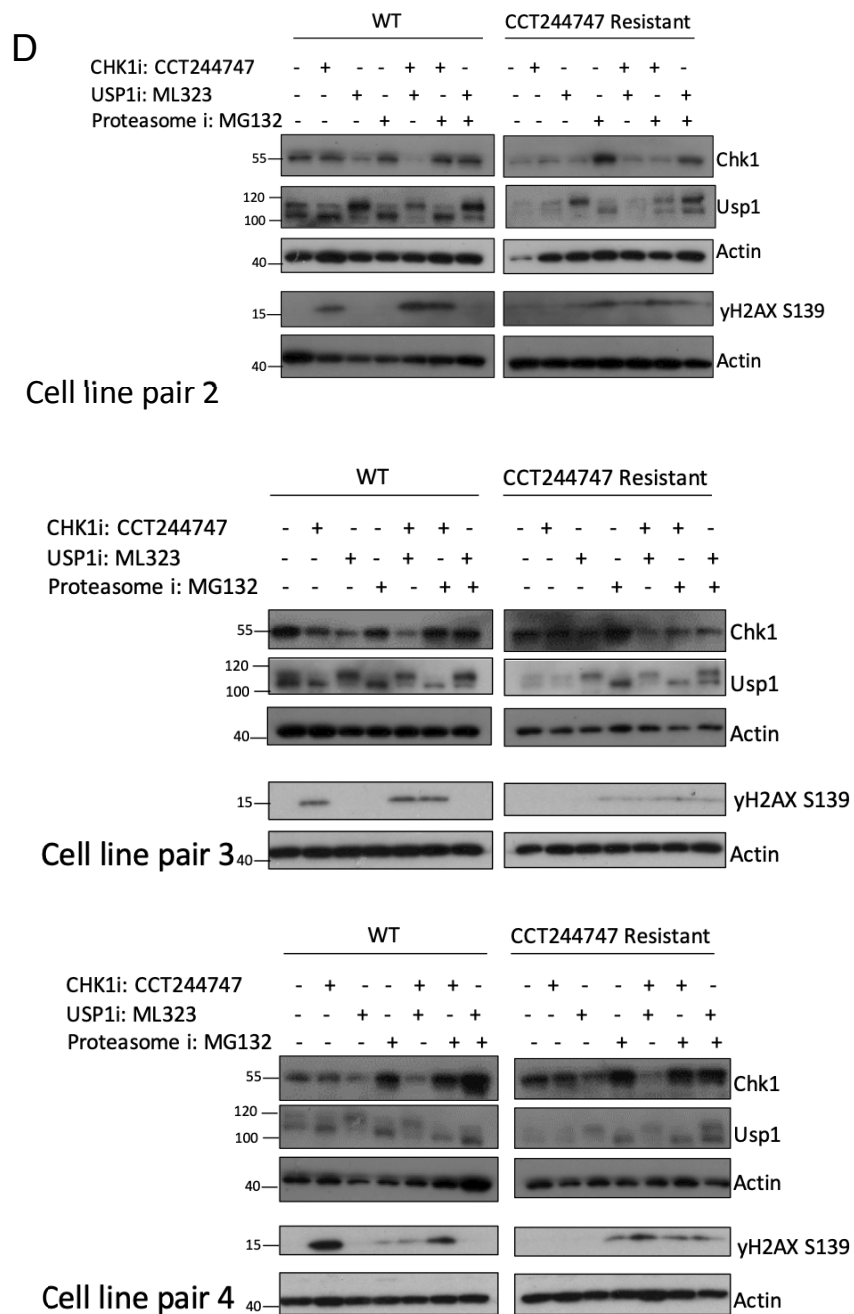 D
WT CCT244747 Resistant
CHK1i: CCT244747 - + - - + + - - + - - + + -
USP1i: ML323 - - + - + - + - - + - + - +
Proteasome i: MG132 - - - + - + + - - - + - + +
55 Chk1
120
100 Usp1
40 Actin
15 yH2AX S139
40 Actin
Cell line pair 2
WT CCT244747 Resistant
CHK1i: CCT244747 - + - - + + - - + - - + + -
USP1i: ML323 - - + - + - + - - + - + - +
Proteasome i: MG132 - - - + - + + - - - + - + +
55 Chk1
120
100 Usp1
40 Actin
15 yH2AX S139
Cell line pair 3 40 Actin
WT CCT244747 Resistant
CHK1i: CCT244747 - + - - + + - - + - - + + -
USP1i: ML323 - - + - + - + - - + - + - +
Proteasome i: MG132 - - - + - + + - - - + - + +
55 Chk1
120
100 Usp1
40 Actin
15 yH2AX S139
Cell line pair 4 40 Actin